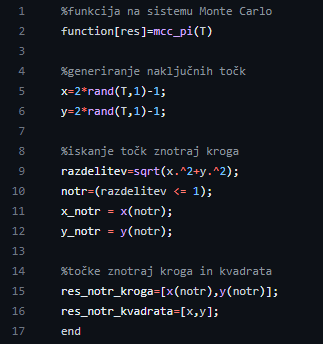 1 %funkcija na sistemu Monte Carlo
2 function[res]=mcc_pi(T)
3
4 %generiranje naključnih točk
5 x=2*rand(T,1)-1;
6 y=2*rand(T,1)-1;
7
8 %iskanje točk znotraj kroga
9 razdelitev=sqrt(x.^2+y.^2);
10 notr=(razdelitev <= 1);
11 x_notr = x(notr);
12 y_notr = y(notr);
13
14 %točke znotraj kroga in kvadrata
15 res_notr_kroga=[x(notr),y(notr)];
16 res_notr_kvadrata=[x,y];
17 end